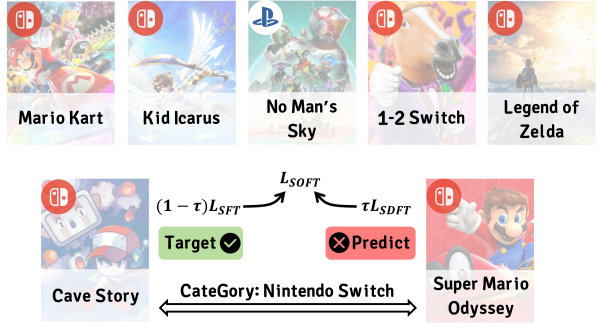 Mario Kart
Kid Icarus
No Man's
Sky
1-2 Switch
Legend of
Zelda
L_SOFT
(1 − τ)L_SFT
τL_SDFT
Target
Predict
Cave Story
CateGory: Nintendo Switch
Super Mario
Odyssey